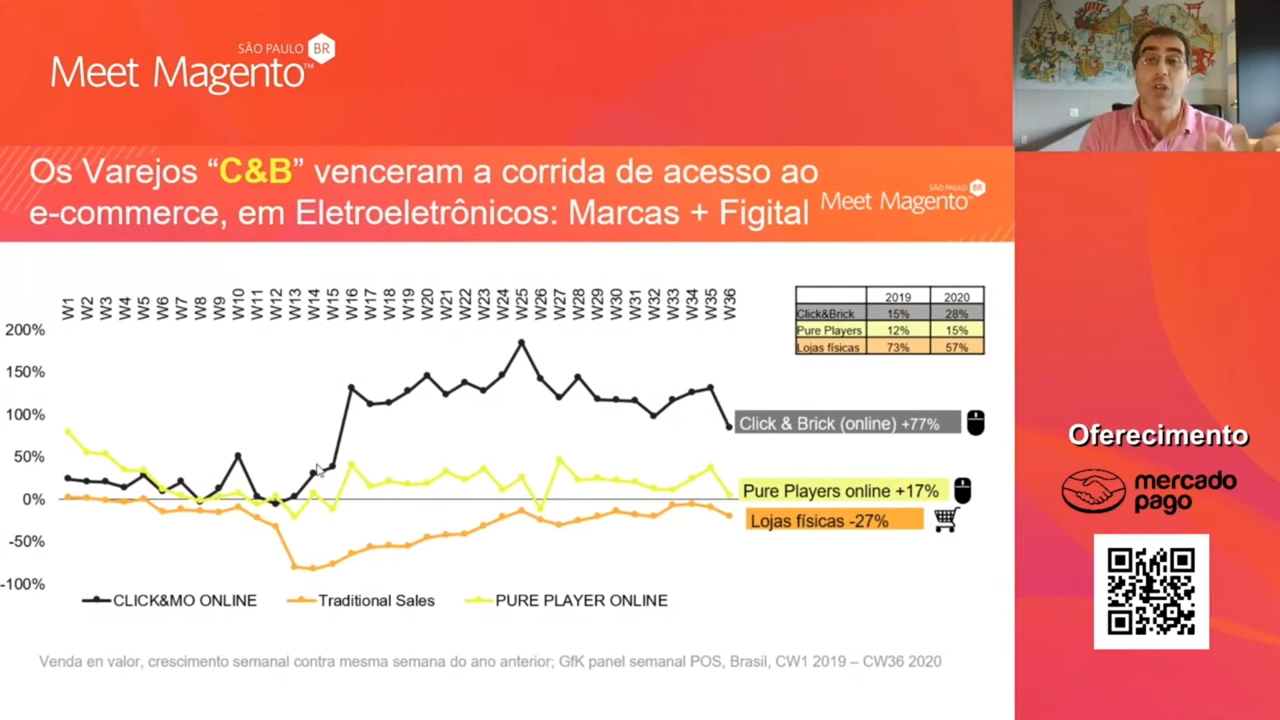 SÃO PAULO BR
Meet Magento™
Os Varejos “C&B” venceram a corrida de acesso ao
e-commerce, em Eletroeletrônicos: Marcas + Figital
SÃO PAULO BR
Meet Magento
W1 W2 W3 W4 W5 W6 W7 W8 W9 W10 W11 W12 W13 W14 W15 W16 W17 W18 W19 W20 W21 W22 W23 W24 W25 W26 W27 W28 W29 W30 W31 W32 W33 W34 W35 W36
2019 2020
Click&Brick 15% 28%
Pure Players 12% 15%
Lojas físicas 73% 57%
200%
150%
100%
50%
0%
-50%
-100%
Click & Brick (online) +77%
Pure Players online +17%
Lojas físicas -27%
CLICK&MO ONLINE Traditional Sales PURE PLAYER ONLINE
Venda en valor, crescimento semanal contra mesma semana do ano anterior; GfK panel semanal POS, Brasil, CW1 2019 – CW36 2020
Oferecimento
mercado
pago